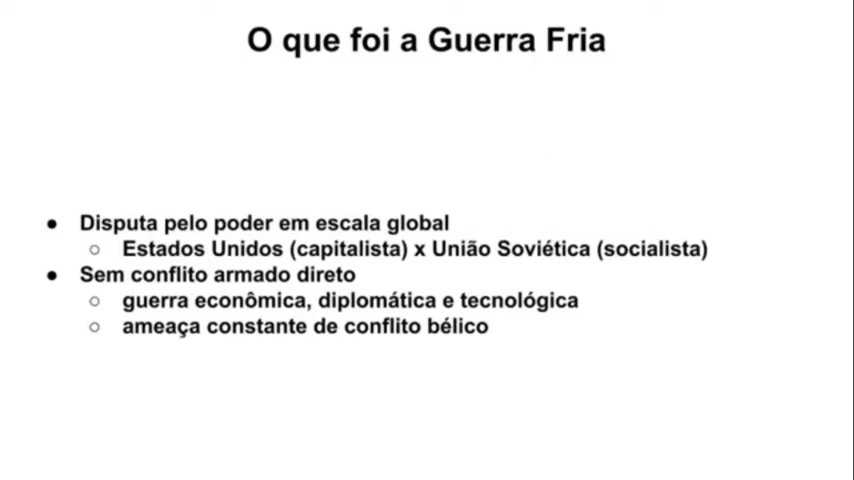 O que foi a Guerra Fria
● Disputa pelo poder em escala global
○ Estados Unidos (capitalista) x União Soviética (socialista)
● Sem conflito armado direto
○ guerra econômica, diplomática e tecnológica
○ ameaça constante de conflito bélico